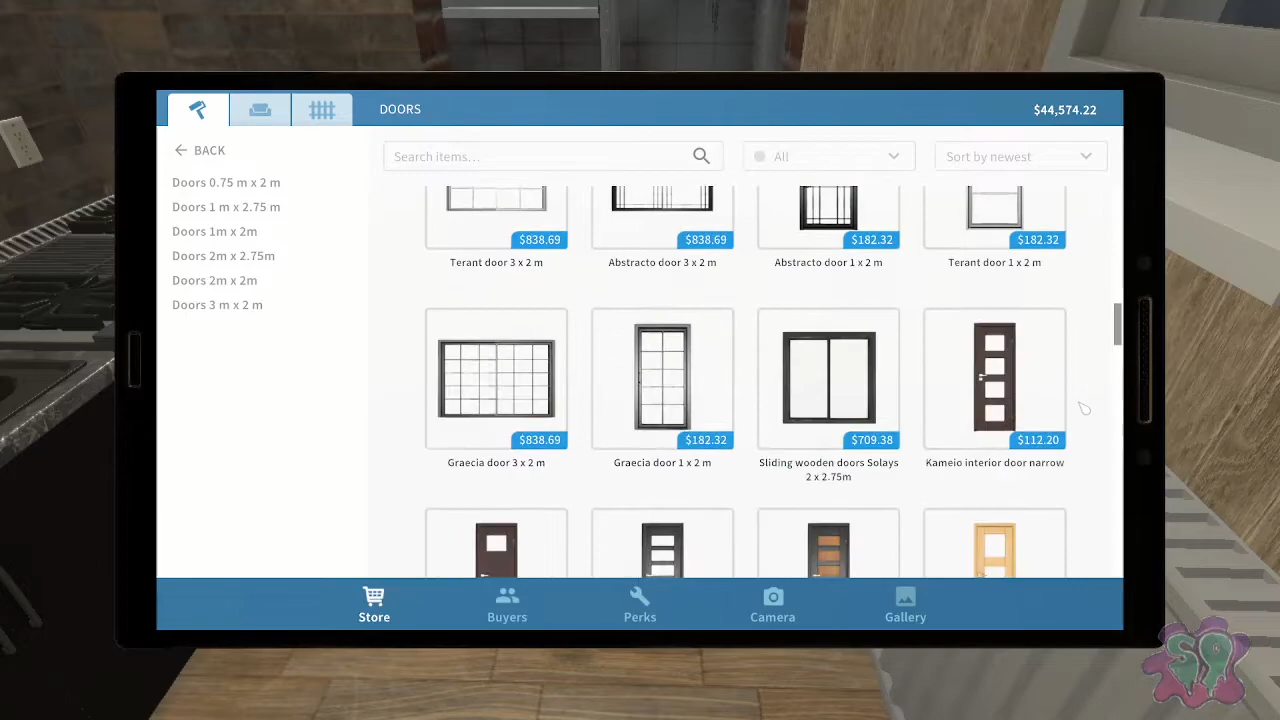 DOORS
$44,574.22
BACK
Search items...
All
Sort by newest
Doors 0.75 m x 2 m
Doors 1 m x 2.75 m
Doors 1m x 2m
Doors 2m x 2.75m
Doors 2m x 2m
Doors 3 m x 2 m
$838.69
$838.69
$182.32
$182.32
Terant door 3 x 2 m
Abstracto door 3 x 2 m
Abstracto door 1 x 2 m
Terant door 1 x 2 m
$838.69
$182.32
$709.38
$112.20
Graecia door 3 x 2 m
Graecia door 1 x 2 m
Sliding wooden doors Solays
2 x 2.75m
Kameio interior door narrow
Store
Buyers
Perks
Camera
Gallery